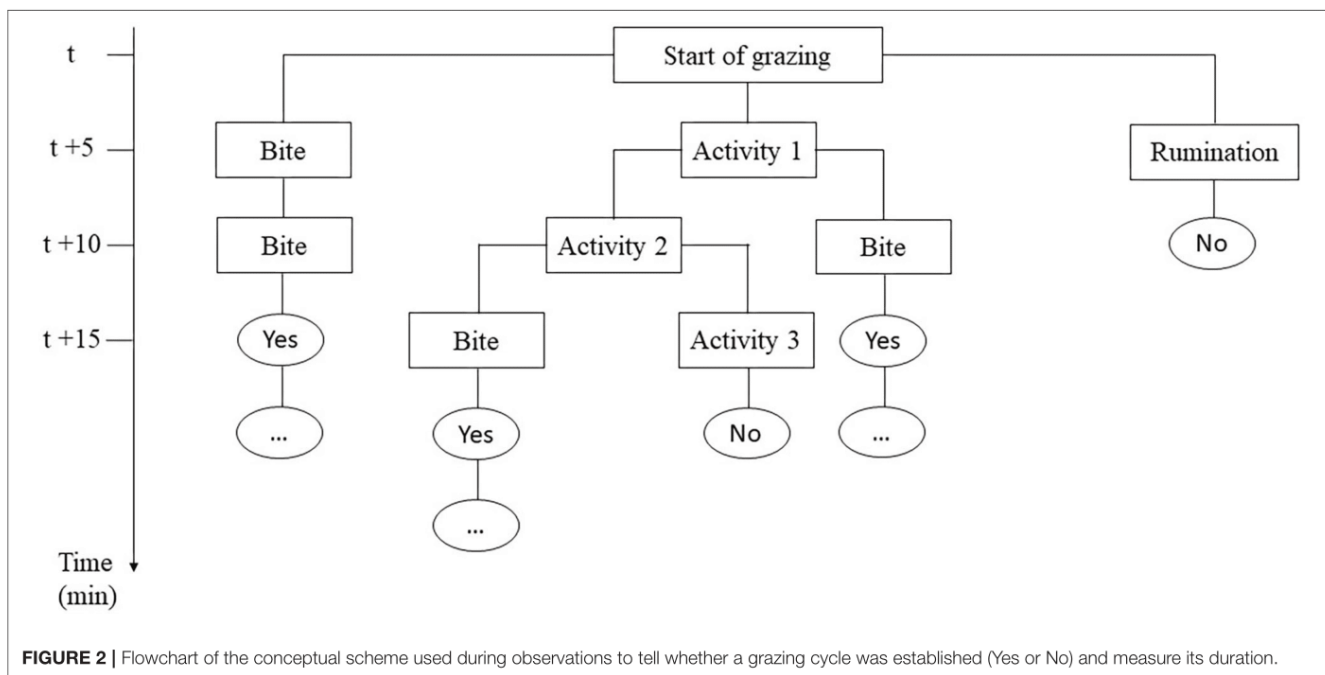 t
Start of grazing
t +5
Bite
Activity 1
Rumination
t +10
Bite
Activity 2
Bite
No
t +15
Yes
Bite
Activity 3
Yes
...
Yes
No
...
...
Time
(min)
FIGURE 2 | Flowchart of the conceptual scheme used during observations to tell whether a grazing cycle was established (Yes or No) and measure its duration.